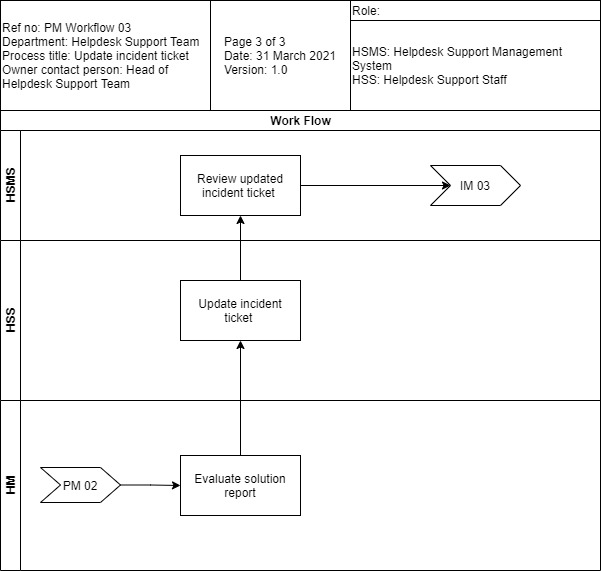 Ref no: PM Workflow 03
Department: Helpdesk Support Team
Process title: Update incident ticket
Owner contact person: Head of
Helpdesk Support Team
Page 3 of 3
Date: 31 March 2021
Version: 1.0
Role:
HSMS: Helpdesk Support Management
System
HSS: Helpdesk Support Staff
Work Flow
HSMS
Review updated
incident ticket
IM 03
HSS
Update incident
ticket
HM
PM 02
Evaluate solution
report